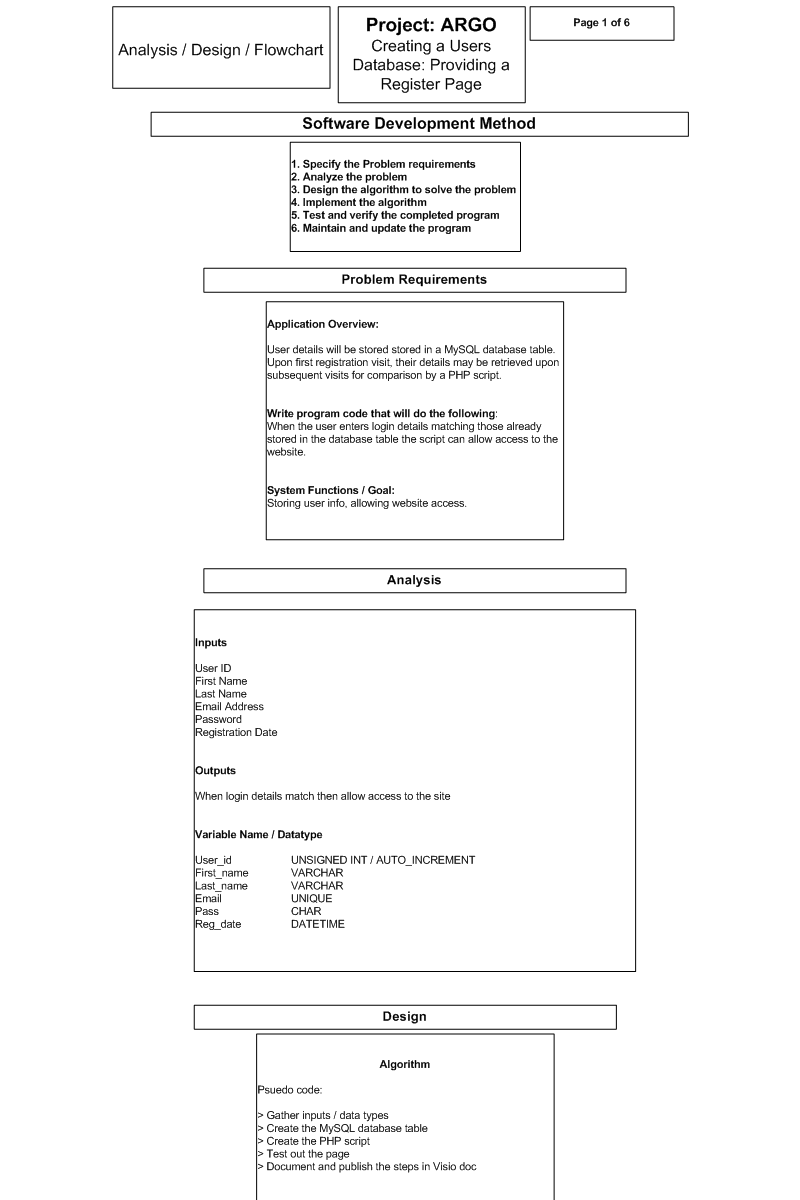 Analysis / Design / Flowchart
Project: ARGO
Creating a Users
Database: Providing a
Register Page
Page 1 of 6
Software Development Method
1. Specify the Problem requirements
2. Analyze the problem
3. Design the algorithm to solve the problem
4. Implement the algorithm
5. Test and verify the completed program
6. Maintain and update the program
Problem Requirements
Application Overview:
User details will be stored stored in a MySQL database table.
Upon first registration visit, their details may be retrieved upon
subsequent visits for comparison by a PHP script.
Write program code that will do the following:
When the user enters login details matching those already
stored in the database table the script can allow access to the
website.
System Functions / Goal:
Storing user info, allowing website access.
Analysis
Inputs
User ID
First Name
Last Name
Email Address
Password
Registration Date
Outputs
When login details match then allow access to the site
Variable Name / Datatype
User_id UNSIGNED INT / AUTO_INCREMENT
First_name VARCHAR
Last_name VARCHAR
Email UNIQUE
Pass CHAR
Reg_date DATETIME
Design
Algorithm
Psuedo code:
> Gather inputs / data types
> Create the MySQL database table
> Create the PHP script
> Test out the page
> Document and publish the steps in Visio doc